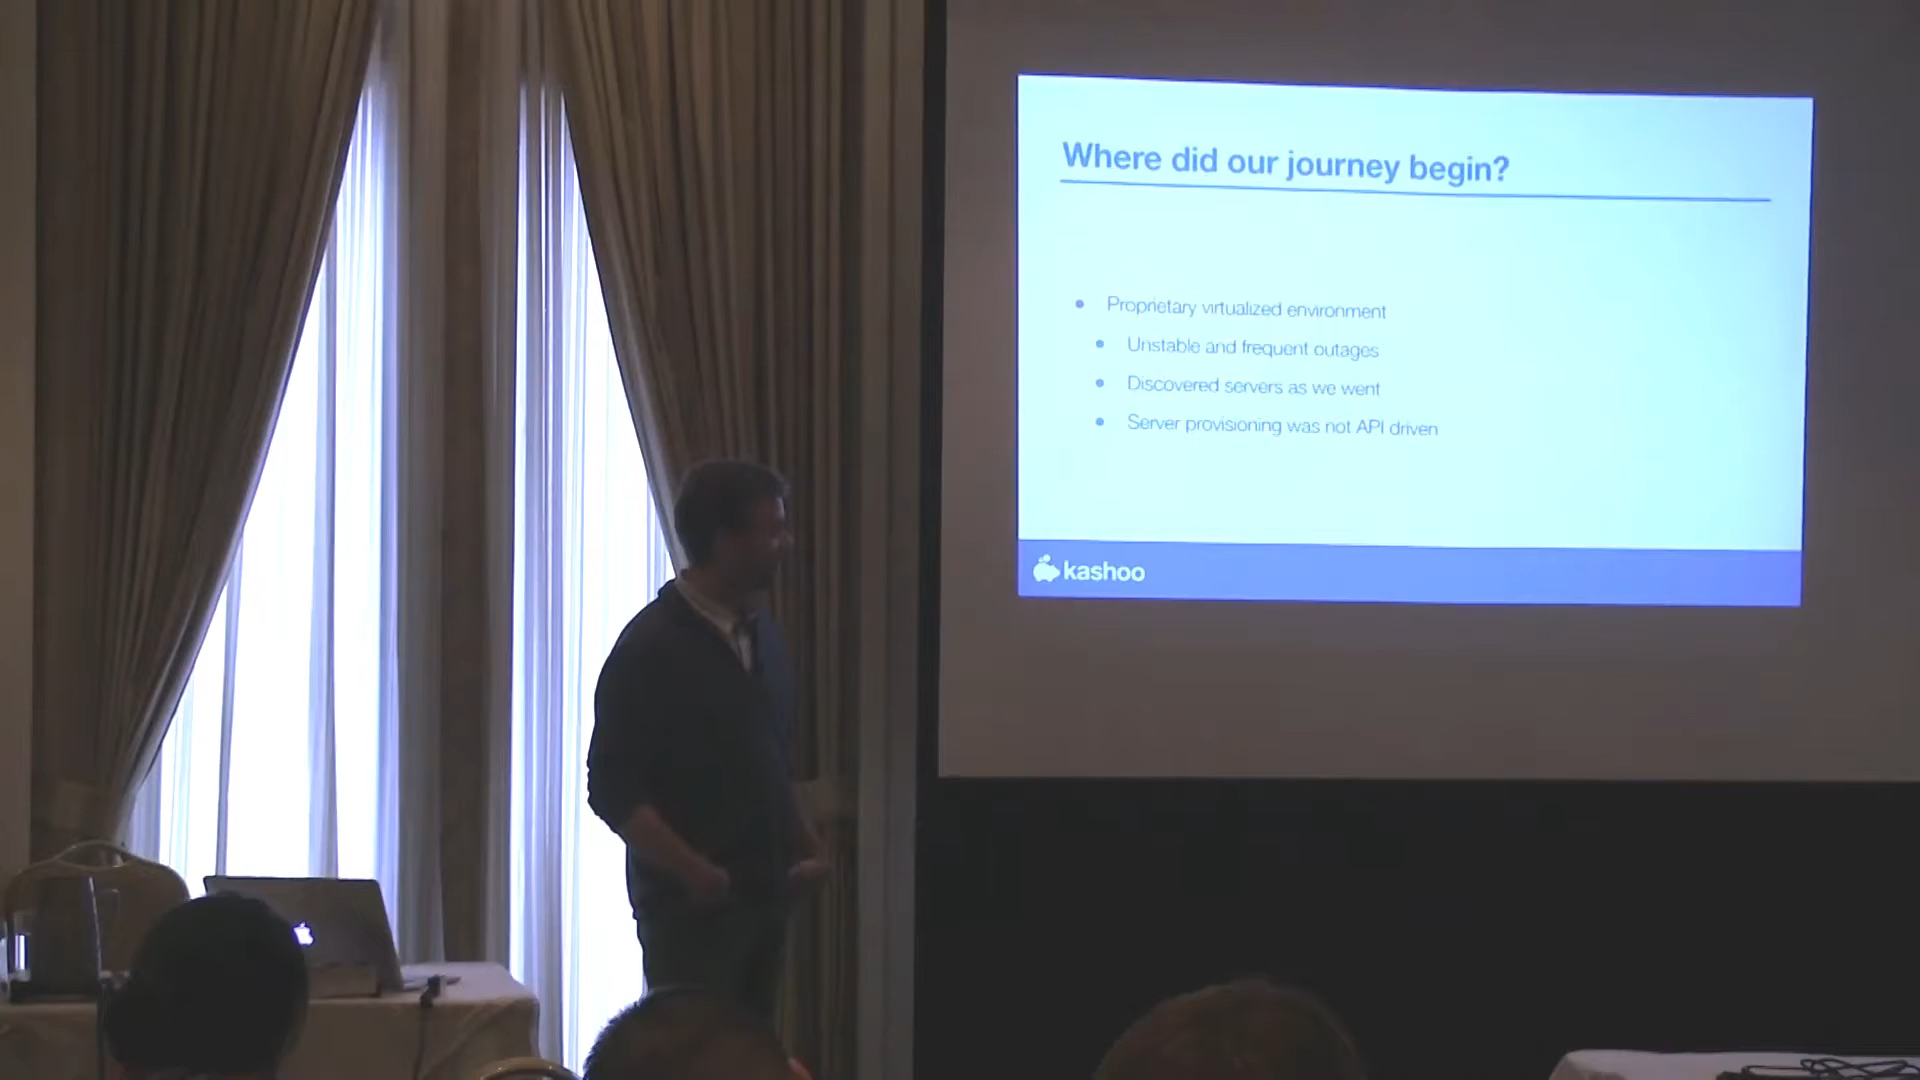 Where did our journey begin?
Proprietary virtualized environment
Unstable and frequent outages
Discovered servers as we went
Server provisioning was not API driven
kashoo